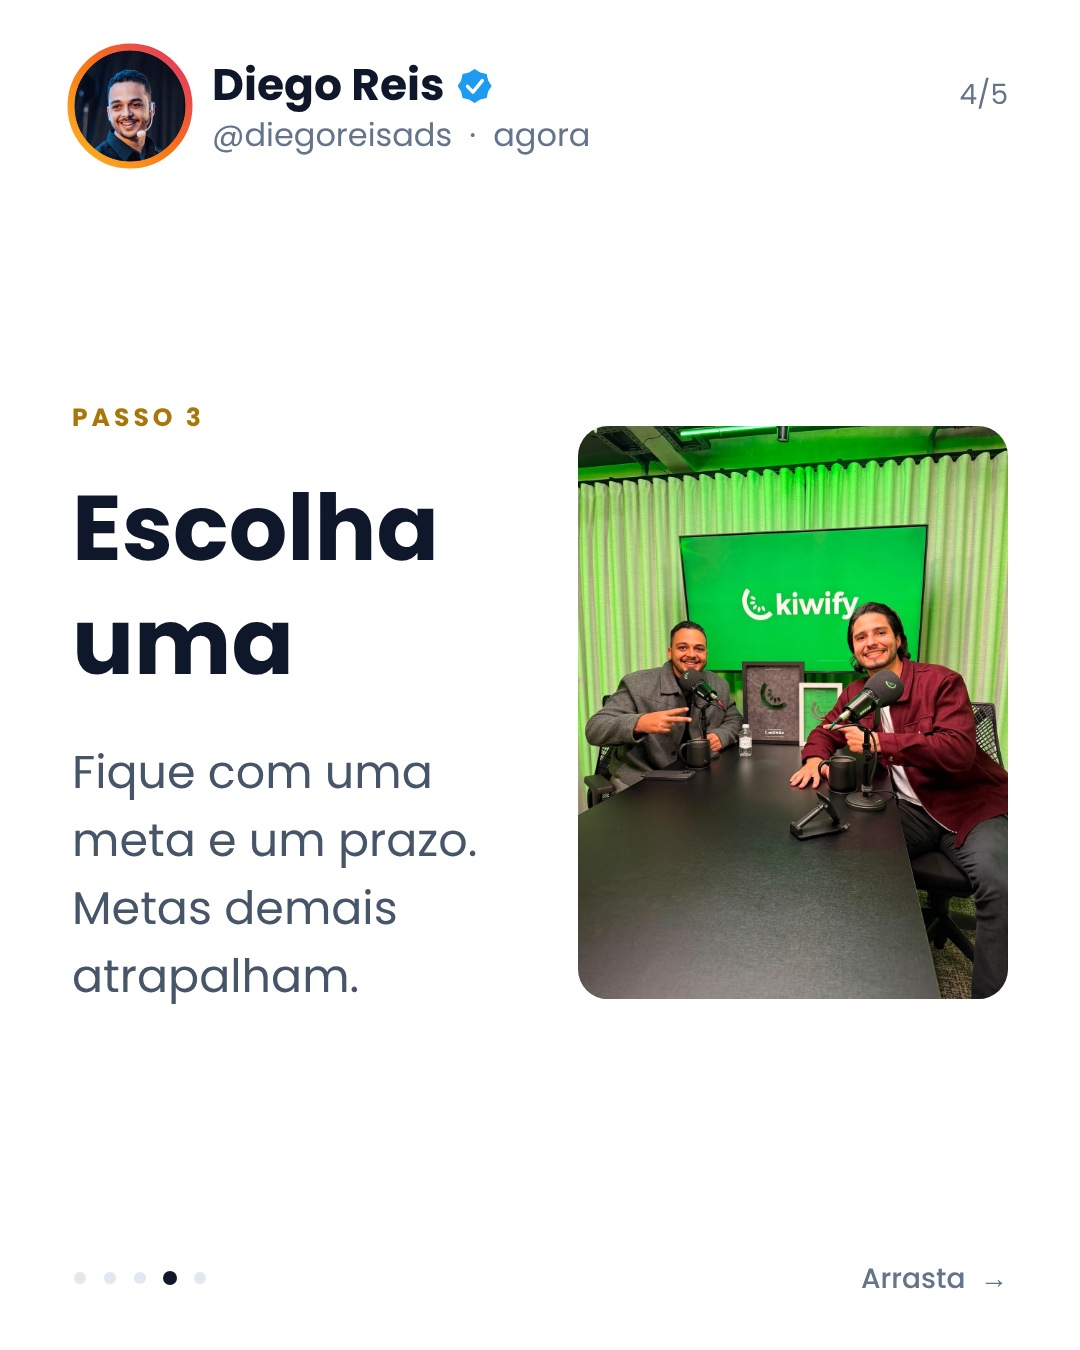 Diego Reis
@diegoreisads · agora
4/5
PASSO 3
Escolha
uma
Fique com uma
meta e um prazo.
Metas demais
atrapalham.
kiwify
Arrasta →